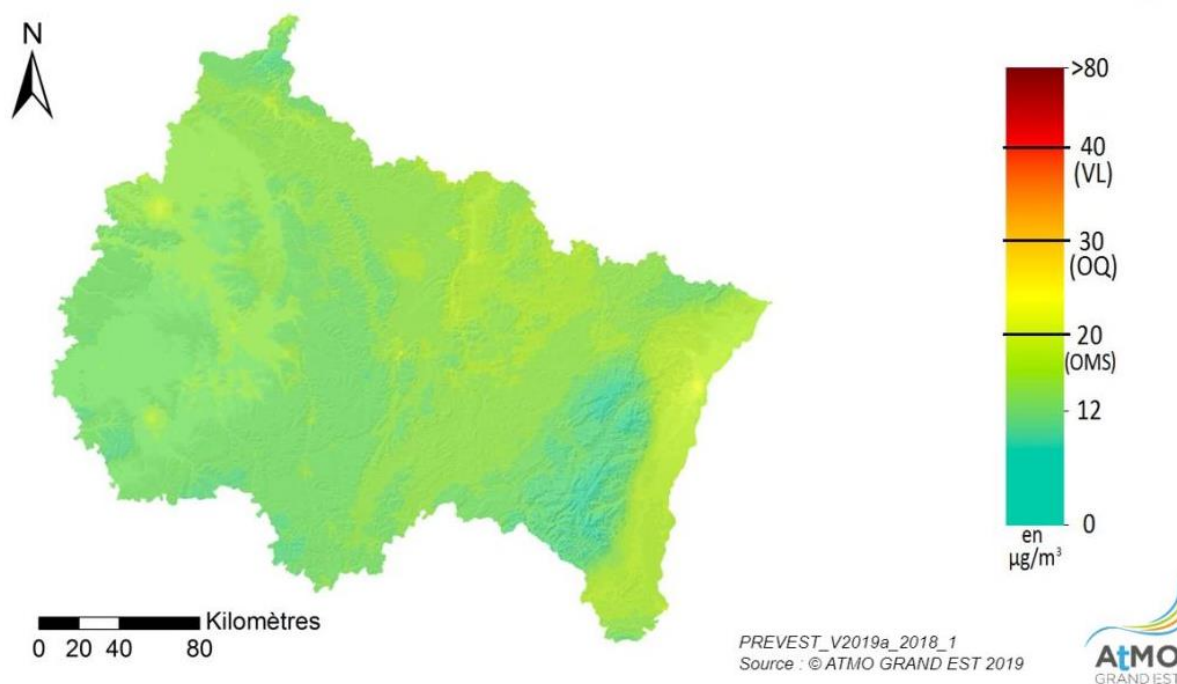 N
>80
40
(VL)
30
(OQ)
20
(OMS)
12
0
en
µg/m³
Kilomètres
0 20 40 80
PREVEST_V2019a_2018_1
Source : © ATMO GRAND EST 2019
AtMO
GRAND EST